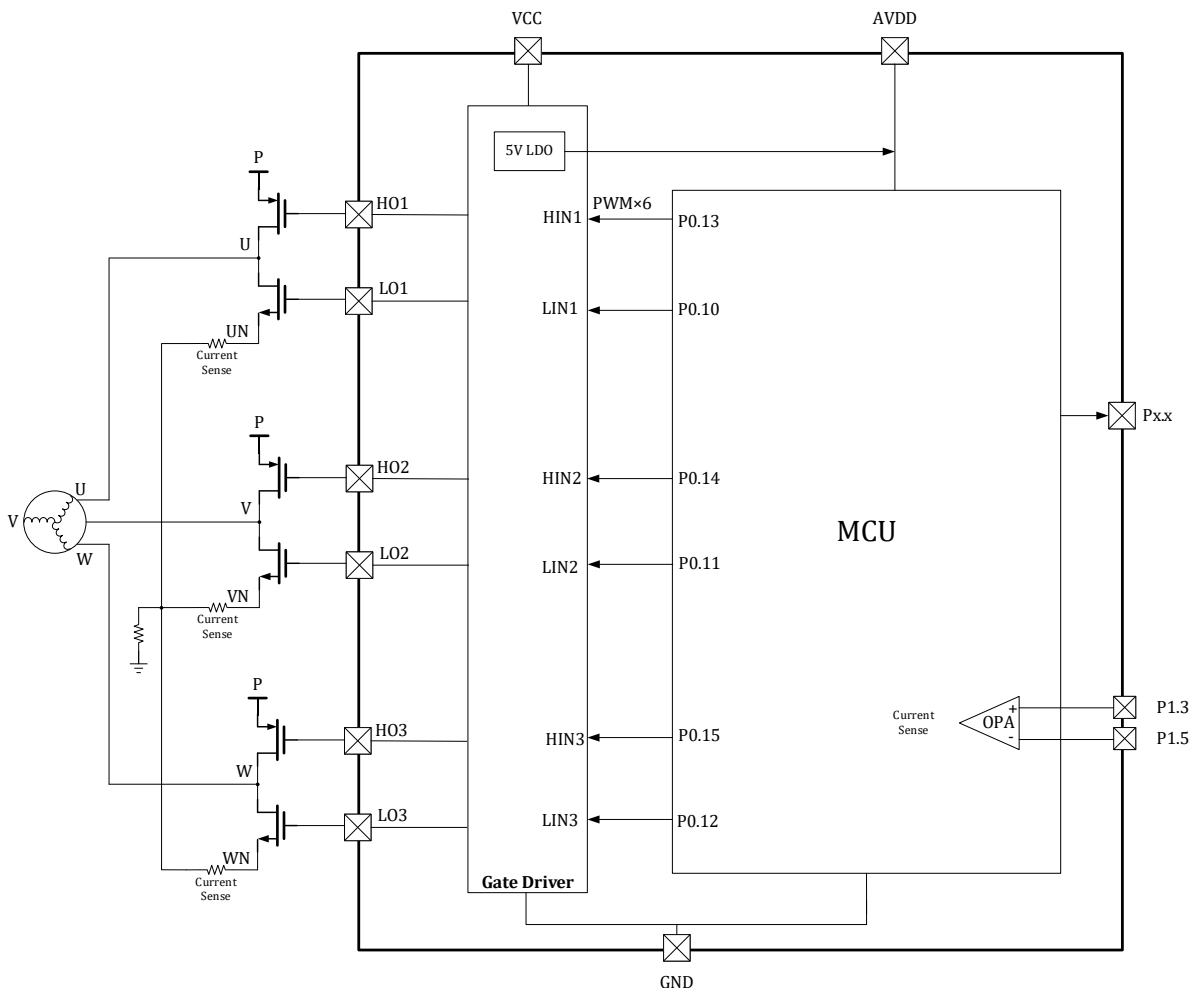 VCC
AVDD
5V LDO
P
HO1
HIN1
PWM×6
P0.13
U
LO1
LIN1
P0.10
UN
Current
Sense
Px.x
P
HO2
HIN2
P0.14
U
V
V
MCU
W
LO2
LIN2
P0.11
VN
Current
Sense
P
HO3
HIN3
P0.15
Current
Sense
OPA
+
-
P1.3
P1.5
W
LO3
LIN3
P0.12
WN
Current
Sense
Gate Driver
GND